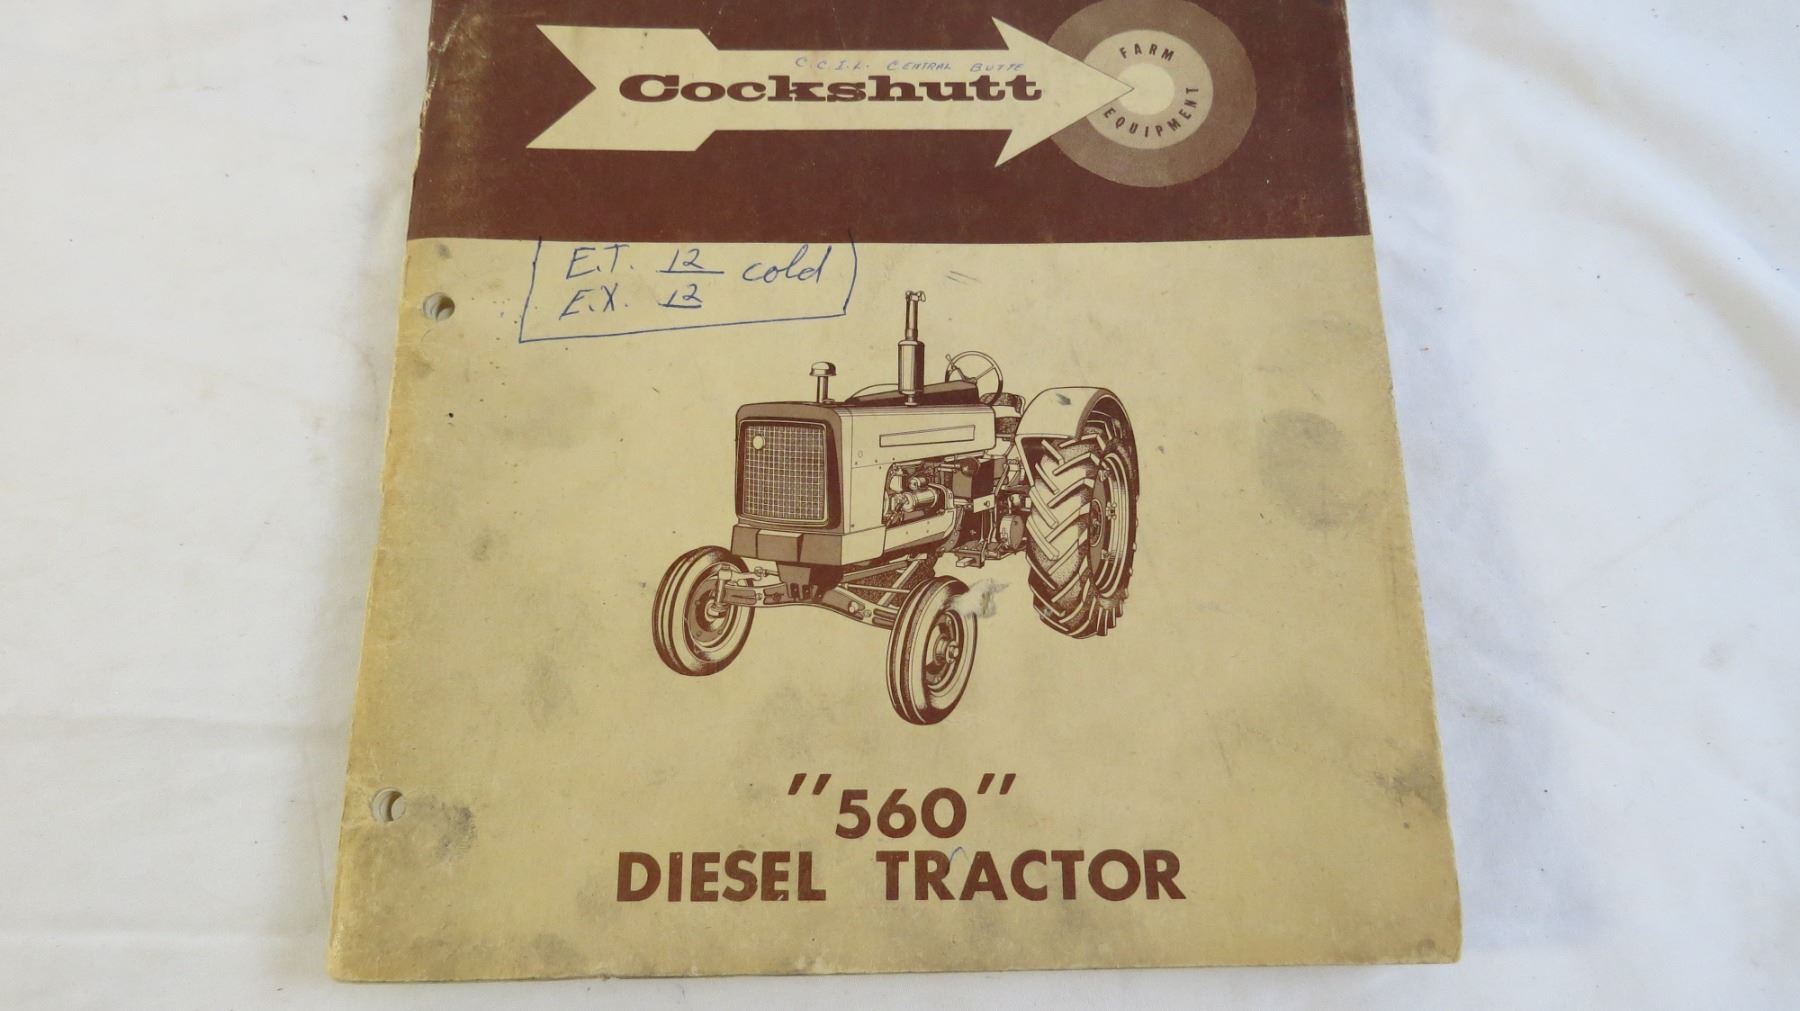 C.C.I.L. CENTRAL BUTTE
Cockshutt
FARM
EQUIPMENT
E.T. 12 cold
E.X. 12
"560"
DIESEL TRACTOR